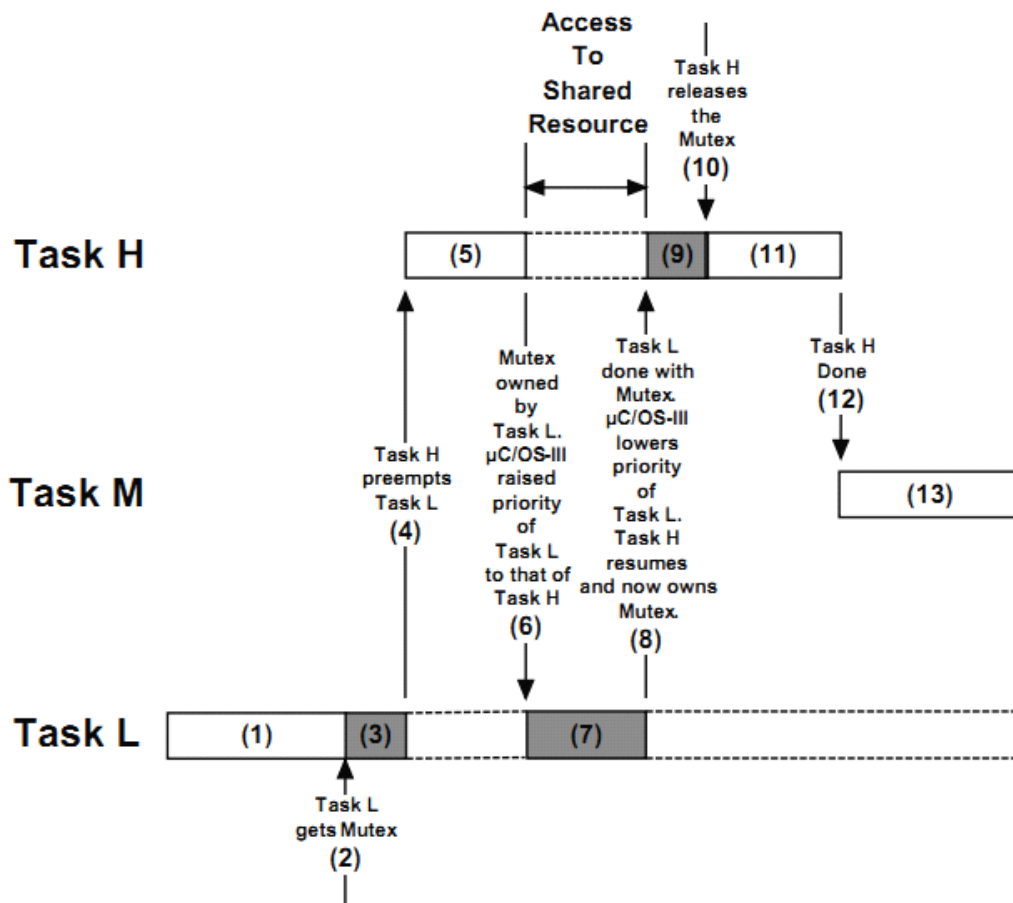 Access
To
Shared
Resource
Task H
releases
the
Mutex
(10)
Task H
(5)
(9)
(11)
Task H
preempts
Task L
(4)
Mutex
owned
by
Task L.
µC/OS-III
raised
priority
of
Task L
to that of
Task H
(6)
Task L
done with
Mutex.
µC/OS-III
lowers
priority
of
Task L.
Task H
resumes
and now owns
Mutex.
(8)
Task H
Done
(12)
Task M
(13)
Task L
(1)
(3)
(7)
Task L
gets Mutex
(2)